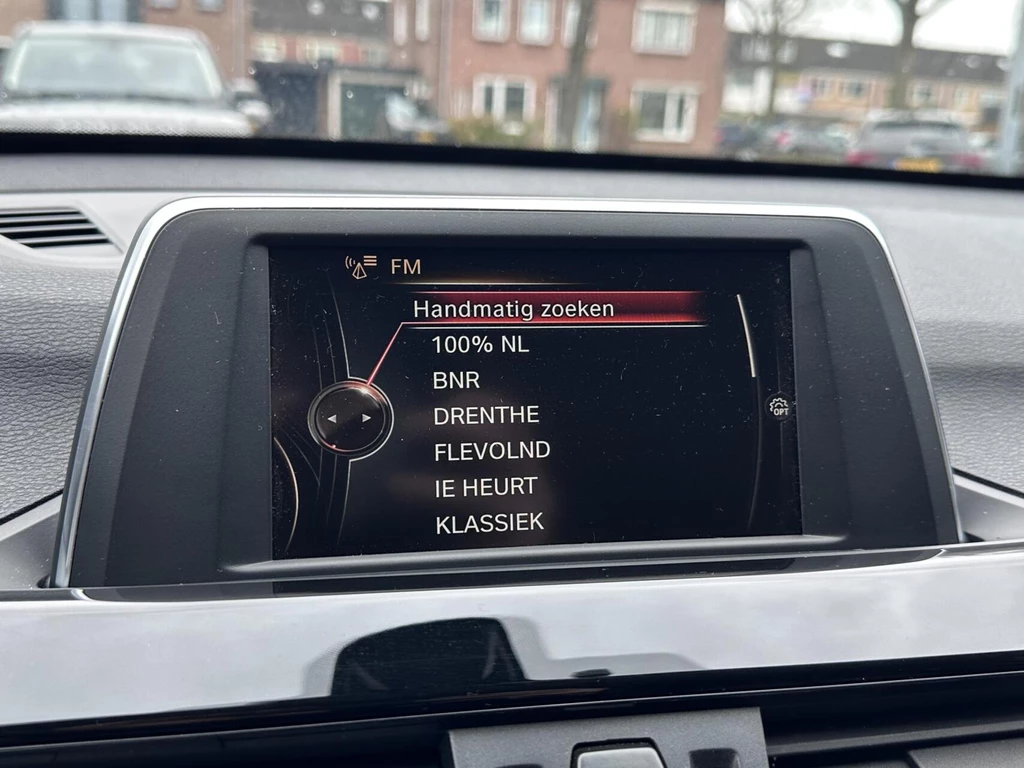 FM
Handmatig zoeken
100% NL
BNR
DRENTHE
FLEVOLND
IE HEURT
KLASSIEK
OPT